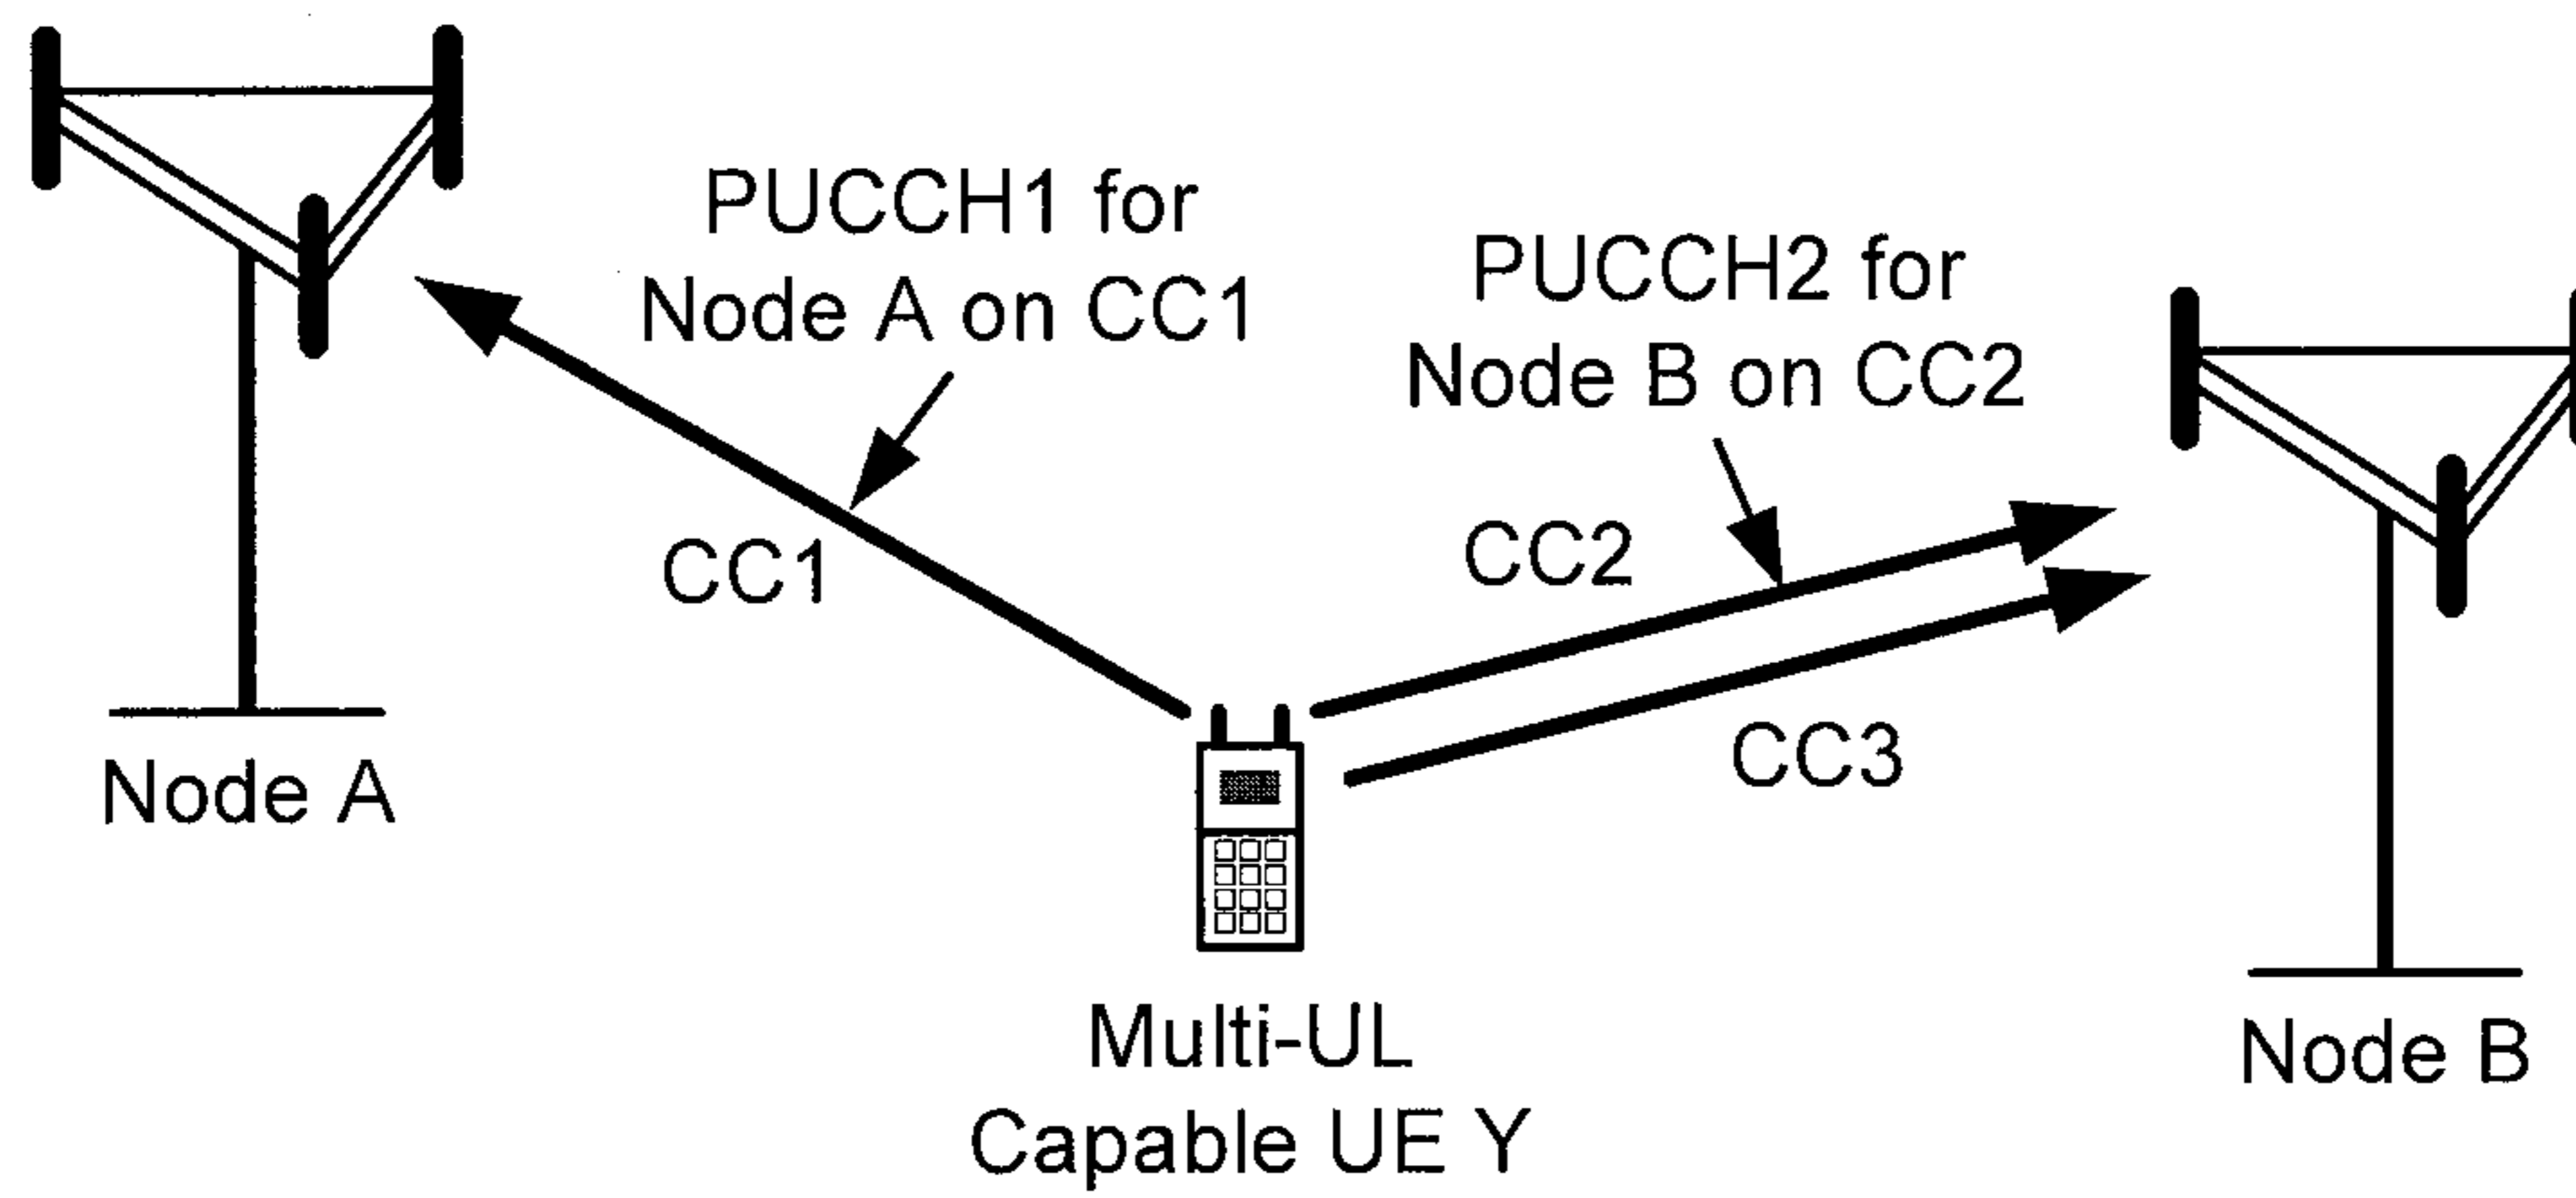 PUCCH1 for
Node A on CC1
PUCCH2 for
Node B on CC2
CC1
CC2
CC3
Node A
Node B
Multi-UL
Capable UE Y